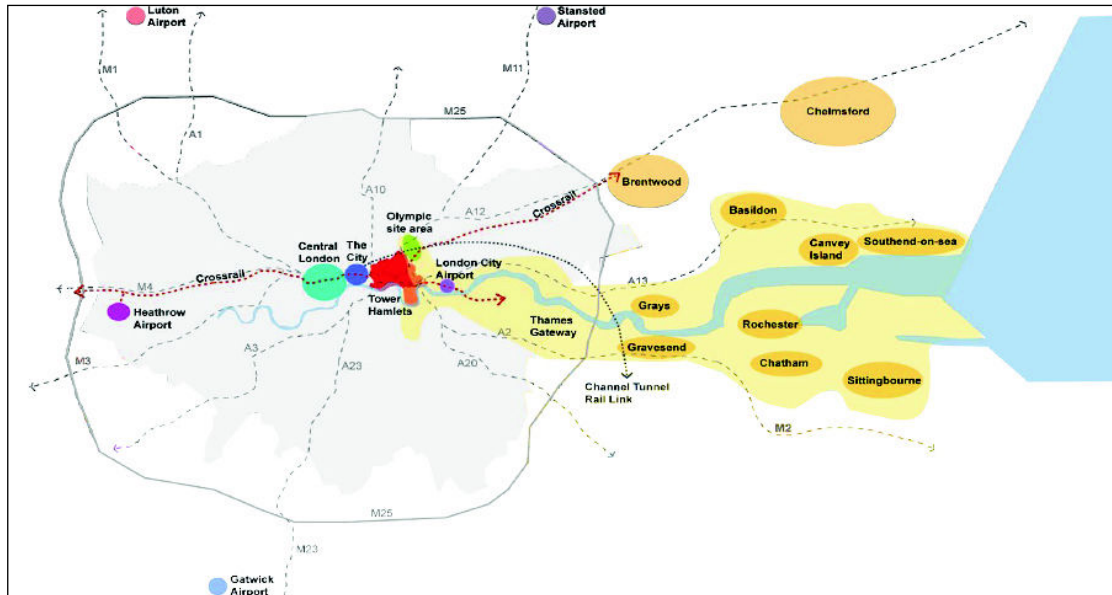 Luton
Airport
Stansted
Airport
M1
M11
A1
M25
Chelmsford
A10
Brentwood
Crossrail
A12
Olympic
site area
Basildon
Central
London
The
City
London City
Airport
Canvey
Island
Southend-on-sea
Crossrail
M4
A13
Heathrow
Airport
Tower
Hamlets
Grays
Thames
Gateway
Rochester
A2
A3
M3
A23
A20
Gravesend
Chatham
Sittingbourne
Channel Tunnel
Rail Link
M2
M25
M23
Gatwick
Airport